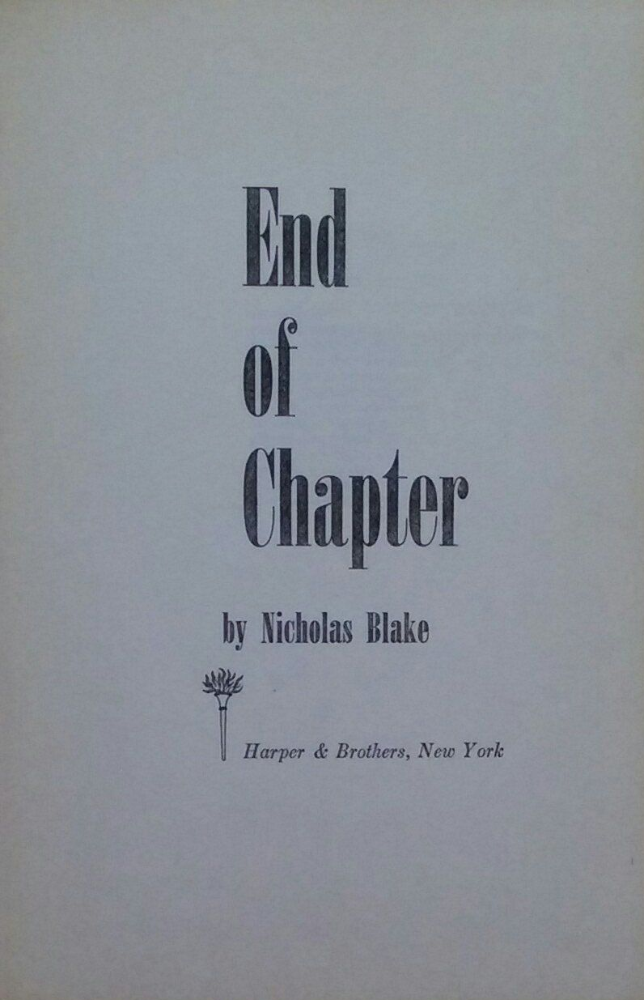 End
of
Chapter
by Nicholas Blake
Harper & Brothers, New York